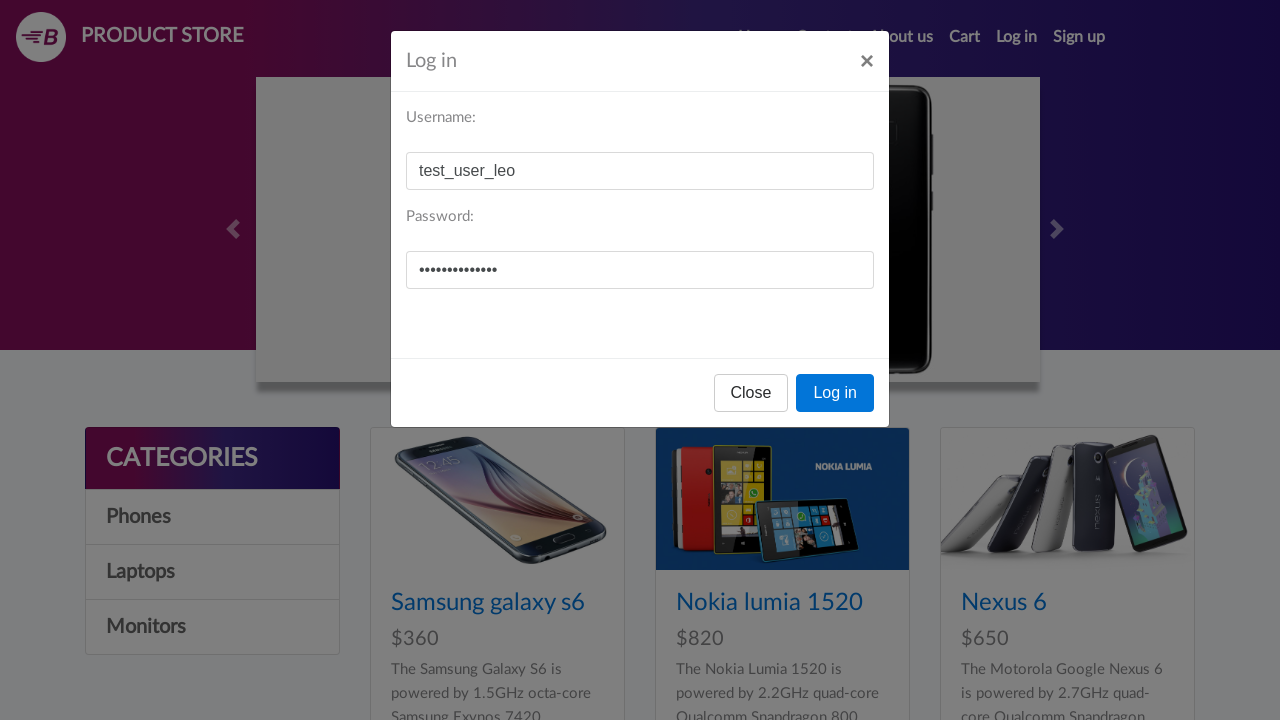 PRODUCT STORE
About us Cart Log in Sign up
Log in ×
Username:
test_user_leo
Password:
••••••••••••••
Close Log in
CATEGORIES
Phones
Laptops
Monitors
NOKIA LUMIA
Samsung galaxy s6
$360
The Samsung Galaxy S6 is
powered by 1.5GHz octa-core
Samsung Exynos 7420
Nokia lumia 1520
$820
The Nokia Lumia 1520 is
powered by 2.2GHz quad-core
Qualcomm Snapdragon 800
Nexus 6
$650
The Motorola Google Nexus 6
is powered by 2.7GHz quad-
core Qualcomm Snapdragon